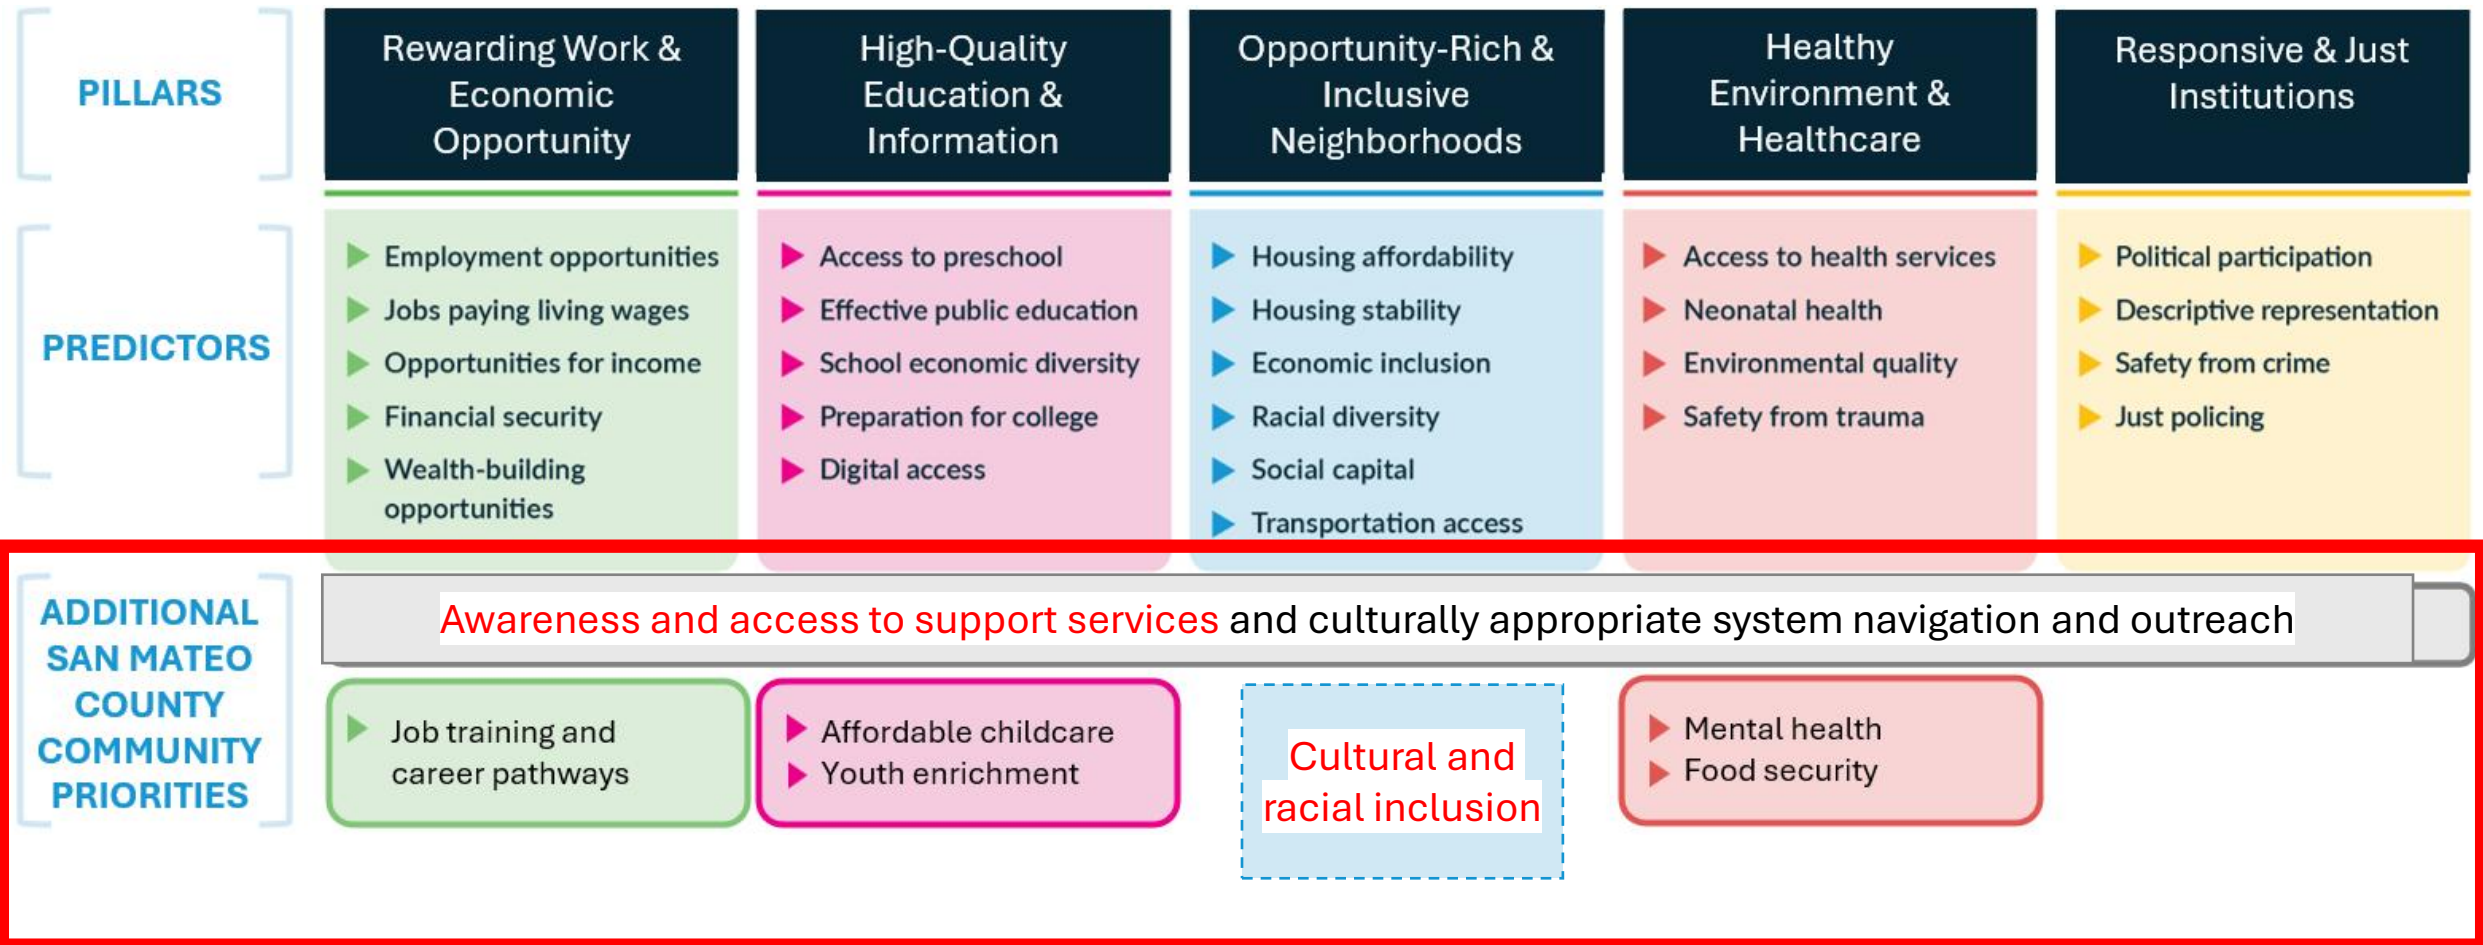 PILLARS
Rewarding Work &
Economic
Opportunity
High-Quality
Education &
Information
Opportunity-Rich &
Inclusive
Neighborhoods
Healthy
Environment &
Healthcare
Responsive & Just
Institutions
PREDICTORS
Employment opportunities
Jobs paying living wages
Opportunities for income
Financial security
Wealth-building
opportunities
Access to preschool
Effective public education
School economic diversity
Preparation for college
Digital access
Housing affordability
Housing stability
Economic inclusion
Racial diversity
Social capital
Transportation access
Access to health services
Neonatal health
Environmental quality
Safety from trauma
Political participation
Descriptive representation
Safety from crime
Just policing
ADDITIONAL
SAN MATEO
COUNTY
COMMUNITY
PRIORITIES
Awareness and access to support services and culturally appropriate system navigation and outreach
Job training and
career pathways
Affordable childcare
Youth enrichment
Cultural and
racial inclusion
Mental health
Food security